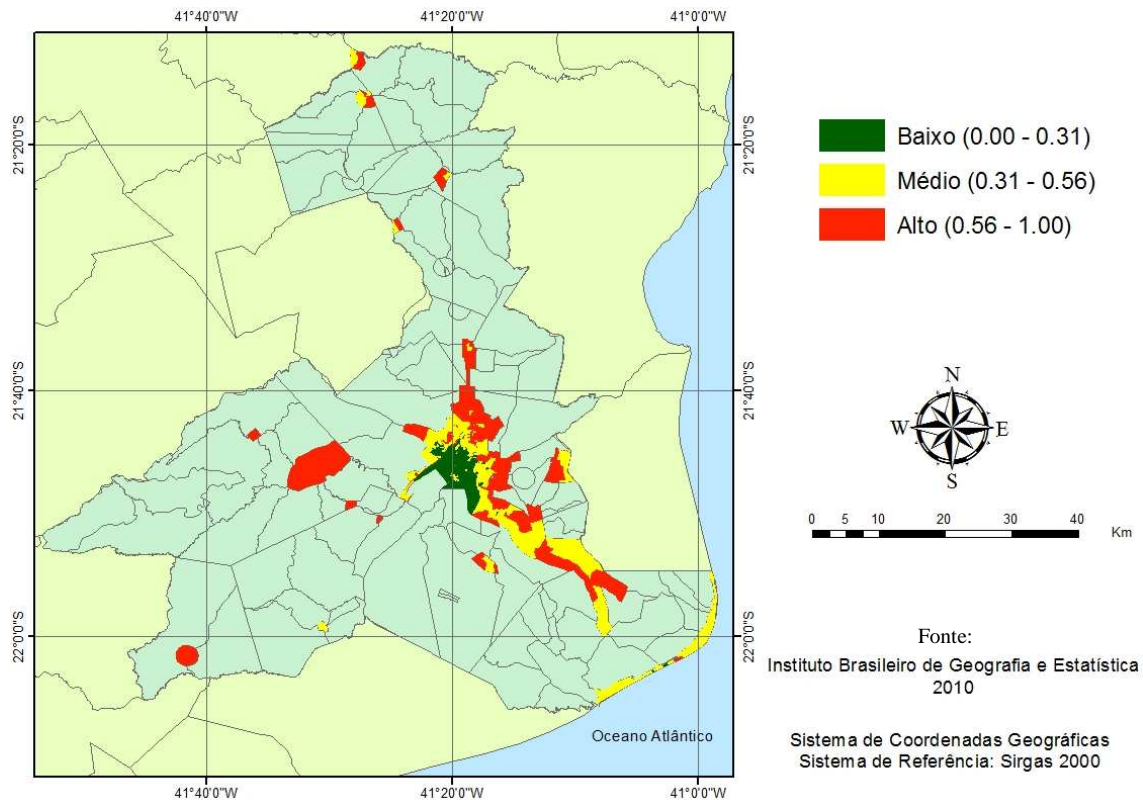 41°40'0"W
41°20'0"W
41°0'0"W
21°20'0"S
21°40'0"S
22°0'0"S
21°20'0"S
21°40'0"S
22°0'0"S
41°40'0"W
41°20'0"W
41°0'0"W
Oceano Atlântico
Baixo (0.00 - 0.31)
Médio (0.31 - 0.56)
Alto (0.56 - 1.00)
N
W E
S
0 5 10 20 30 40
Km
Fonte:
Instituto Brasileiro de Geografia e Estatística
2010
Sistema de Coordenadas Geográficas
Sistema de Referência: Sirgas 2000